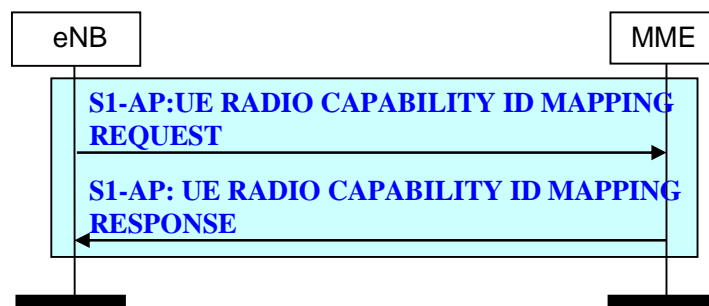 eNB
MME
S1-AP:UE RADIO CAPABILITY ID MAPPING
REQUEST
S1-AP: UE RADIO CAPABILITY ID MAPPING
RESPONSE